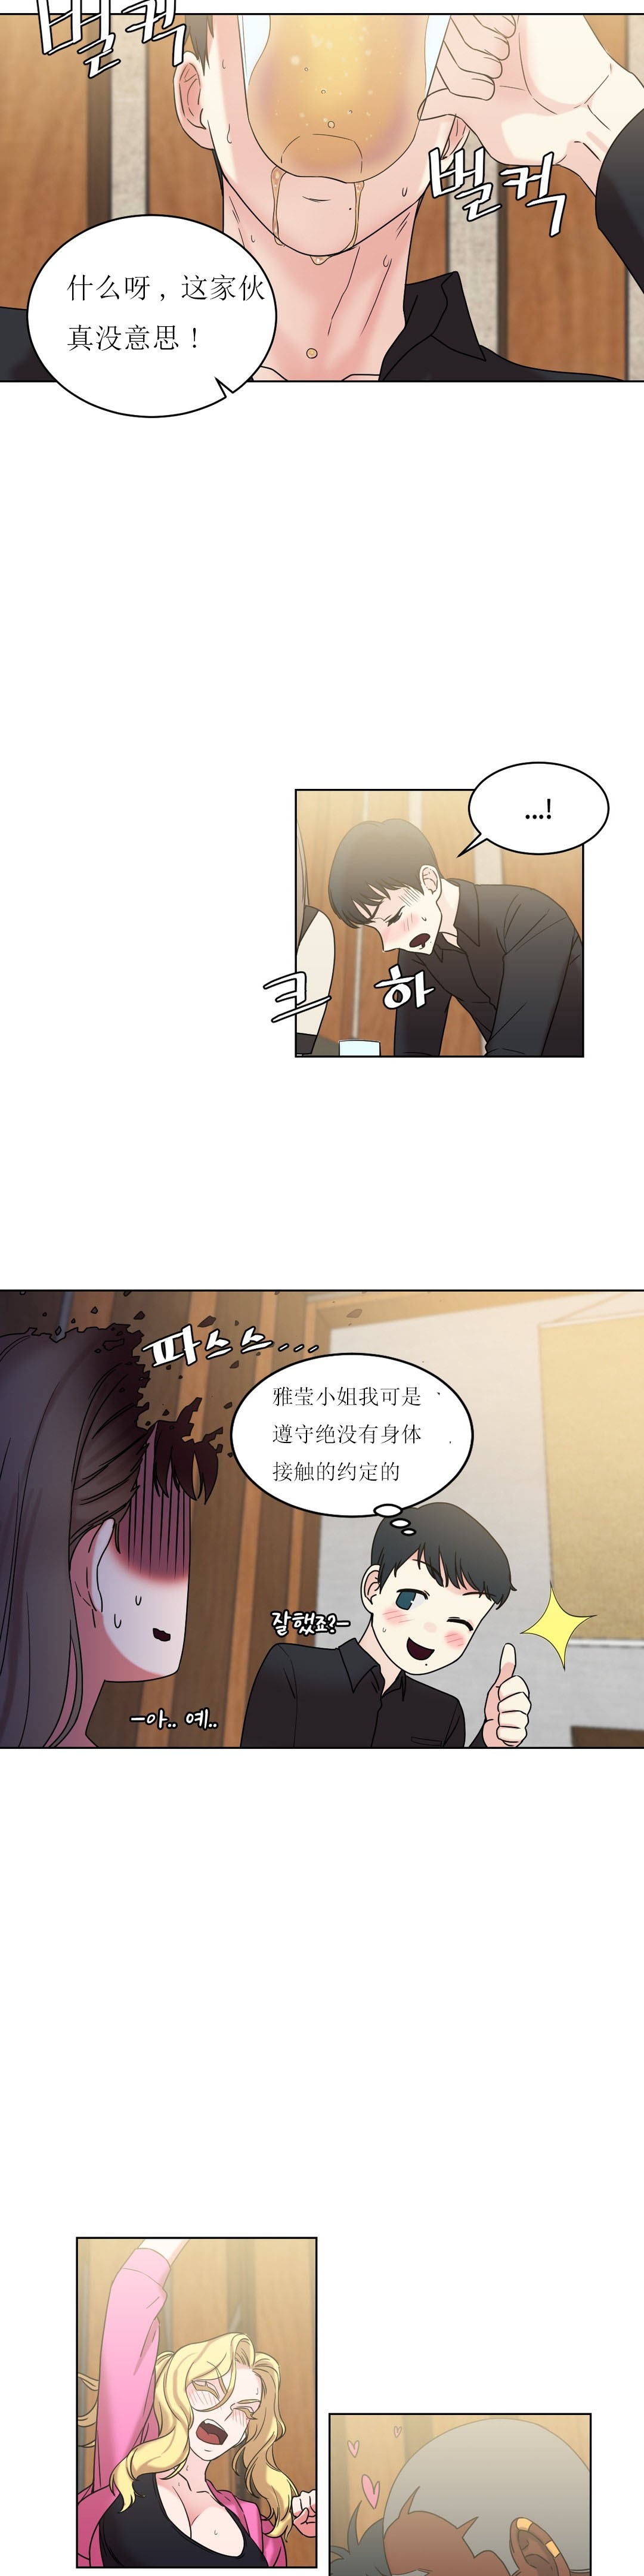 벌컥
벌컥
什么呀，这家伙
真没意思！
...!
크
하
파스스...
雅莹小姐我可是
遵守绝没有身体
接触的约定的
잘했죠?-
-아.. 예..